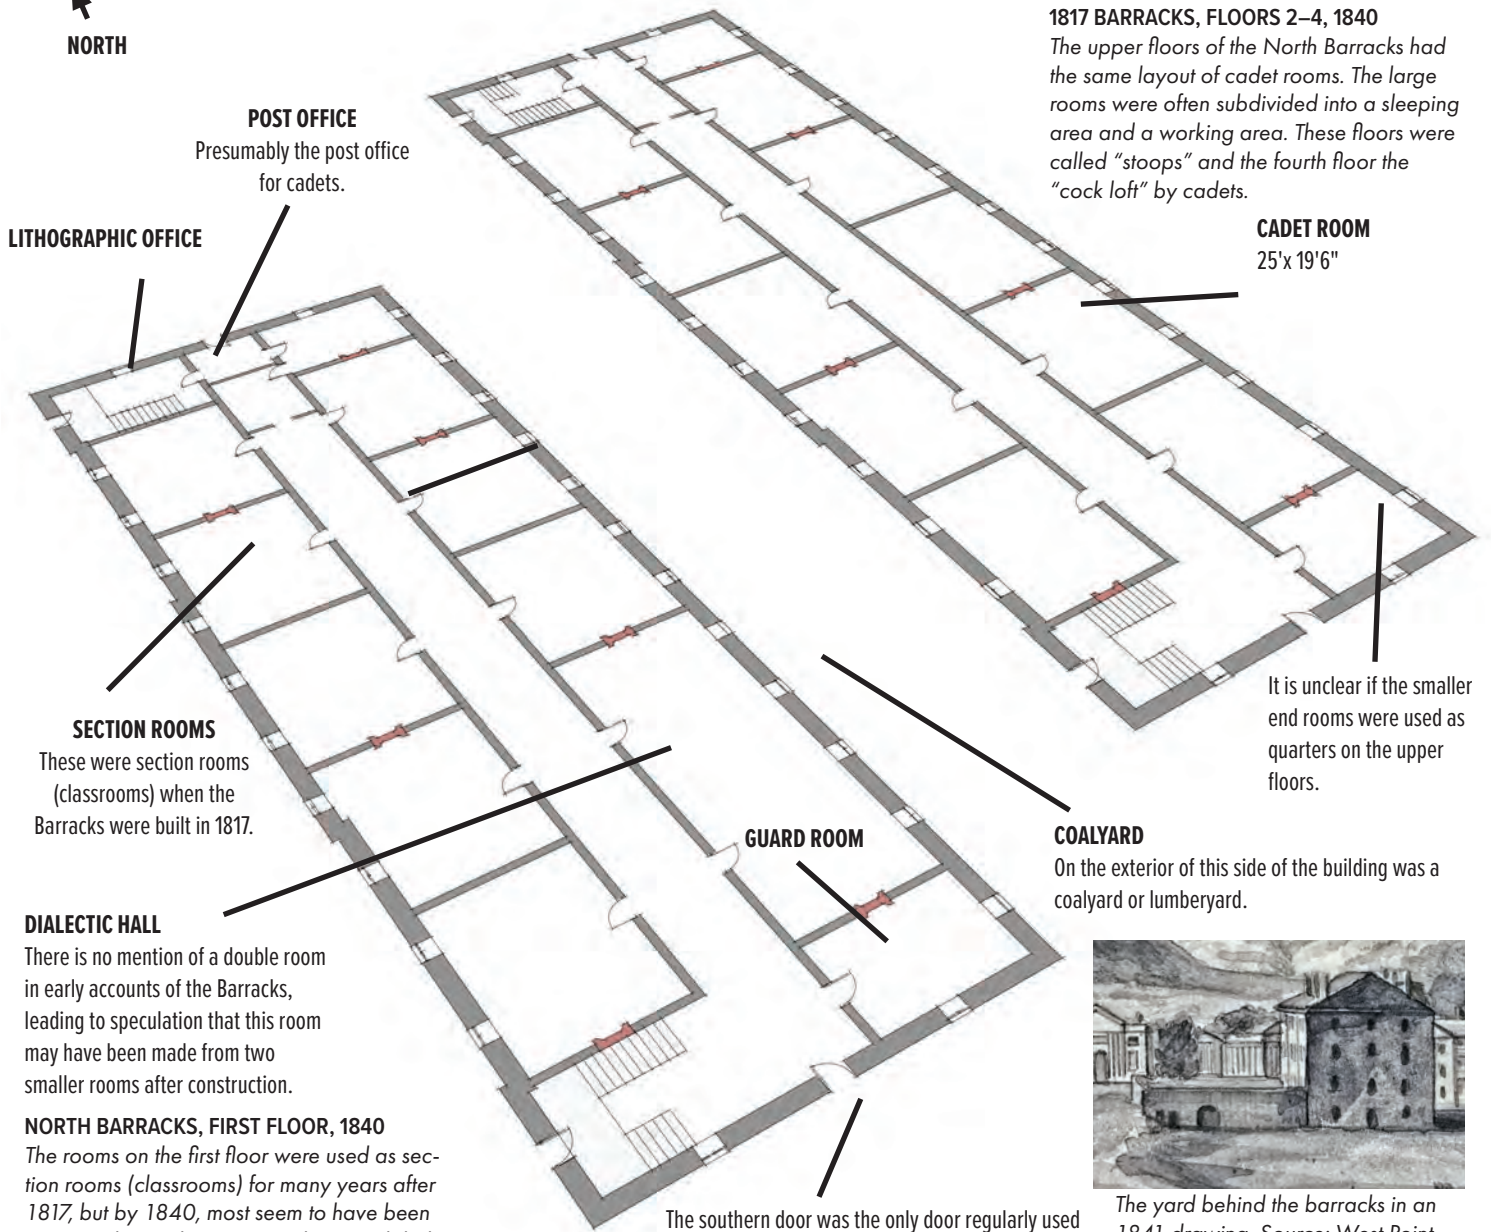 NORTH
1817 BARRACKS, FLOORS 2–4, 1840
The upper floors of the North Barracks had
the same layout of cadet rooms. The large
rooms were often subdivided into a sleeping
area and a working area. These floors were
called “stoops” and the fourth floor the
“cock loft” by cadets.
POST OFFICE
Presumably the post office
for cadets.
LITHOGRAPHIC OFFICE
CADET ROOM
25'x 19'6"
SECTION ROOMS
These were section rooms
(classrooms) when the
Barracks were built in 1817.
It is unclear if the smaller
end rooms were used as
quarters on the upper
floors.
GUARD ROOM
COALYARD
On the exterior of this side of the building was a
coalyard or lumberyard.
DIALECTIC HALL
There is no mention of a double room
in early accounts of the Barracks,
leading to speculation that this room
may have been made from two
smaller rooms after construction.
NORTH BARRACKS, FIRST FLOOR, 1840
The rooms on the first floor were used as sec-
tion rooms (classrooms) for many years after
1817, but by 1840, most seem to have been
The southern door was the only door regularly used
The yard behind the barracks in an
1841 drawing. Source: West Point